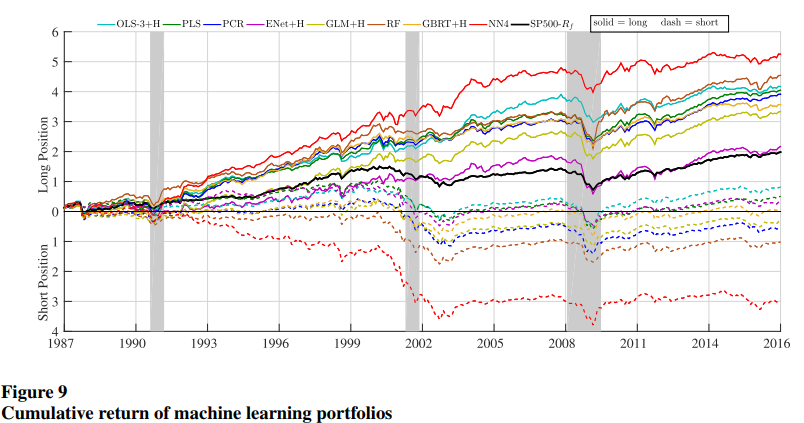 OLS-3+H PLS PCR ENet+H GLM+H RF GBRT+H NN4 SP500-Rf solid = long dash = short
6
5
4
3
2
1
0
1
2
3
4
Long Position
Short Position
1987 1990 1993 1996 1999 2002 2005 2008 2011 2014 2016
Figure 9
Cumulative return of machine learning portfolios